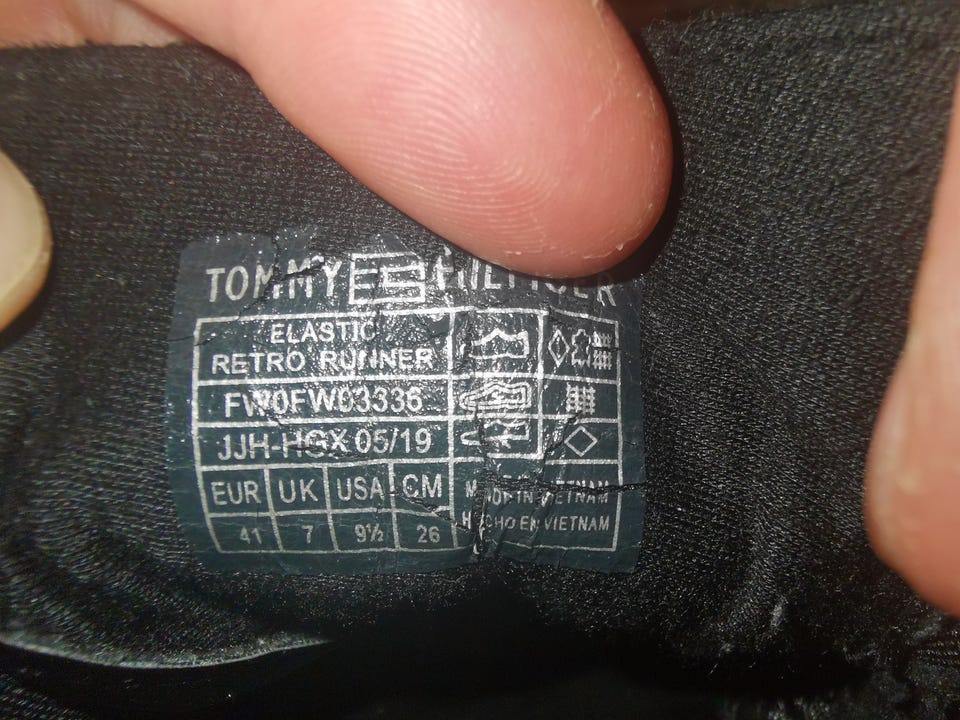 TOMMY HILFIGER
ELASTIC
RETRO RUNNER
FW0FW03336
JJH-HGX 05/19
EUR UK USA CM
41 7 9½ 26
MADE IN VIETNAM
HECHO EN VIETNAM